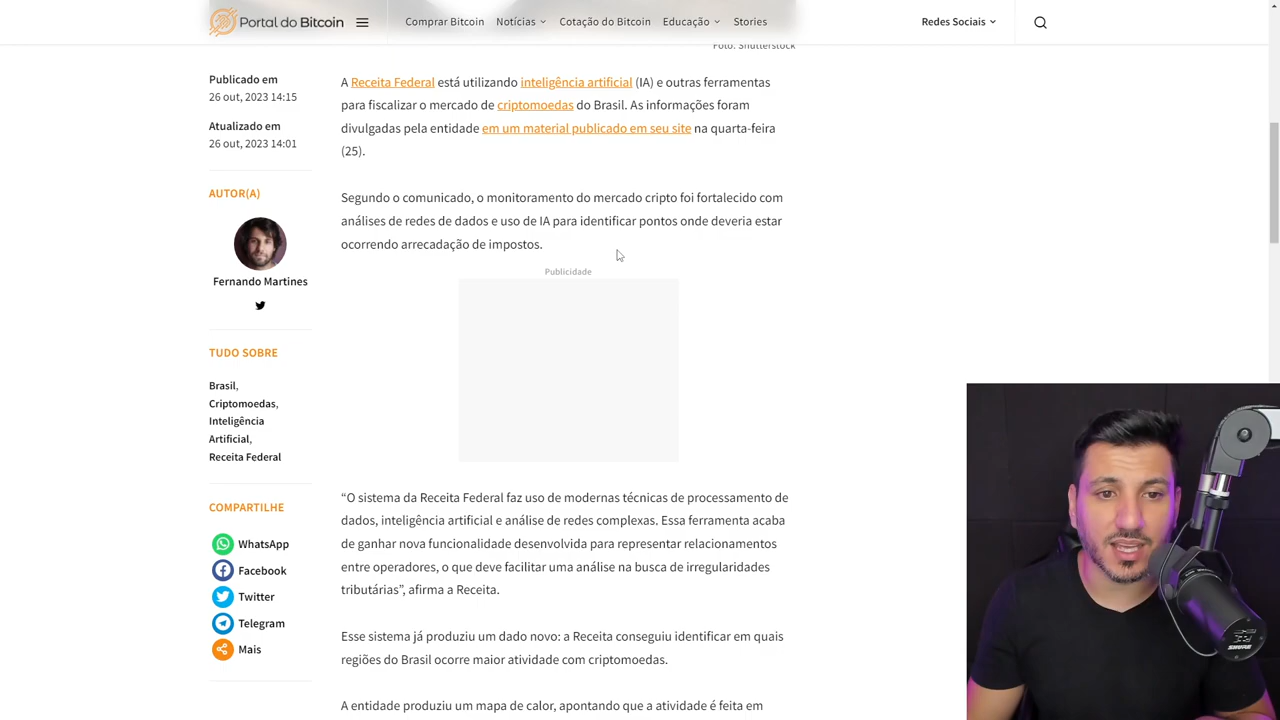 Portal do Bitcoin
Comprar Bitcoin Notícias Cotação do Bitcoin Educação Stories
Redes Sociais
Foto: Shutterstock
Publicado em
26 out, 2023 14:15
Atualizado em
26 out, 2023 14:01
AUTOR(A)
Fernando Martines
TUDO SOBRE
Brasil,
Criptomoedas,
Inteligência
Artificial,
Receita Federal
COMPARTILHE
WhatsApp
Facebook
Twitter
Telegram
Mais
A Receita Federal está utilizando inteligência artificial (IA) e outras ferramentas
para fiscalizar o mercado de criptomoedas do Brasil. As informações foram
divulgadas pela entidade em um material publicado em seu site na quarta-feira
(25).
Segundo o comunicado, o monitoramento do mercado cripto foi fortalecido com
análises de redes de dados e uso de IA para identificar pontos onde deveria estar
ocorrendo arrecadação de impostos.
Publicidade
“O sistema da Receita Federal faz uso de modernas técnicas de processamento de
dados, inteligência artificial e análise de redes complexas. Essa ferramenta acaba
de ganhar nova funcionalidade desenvolvida para representar relacionamentos
entre operadores, o que deve facilitar uma análise na busca de irregularidades
tributárias”, afirma a Receita.
Esse sistema já produziu um dado novo: a Receita conseguiu identificar em quais
regiões do Brasil ocorre maior atividade com criptomoedas.
A entidade produziu um mapa de calor, apontando que a atividade é feita em
SHURE